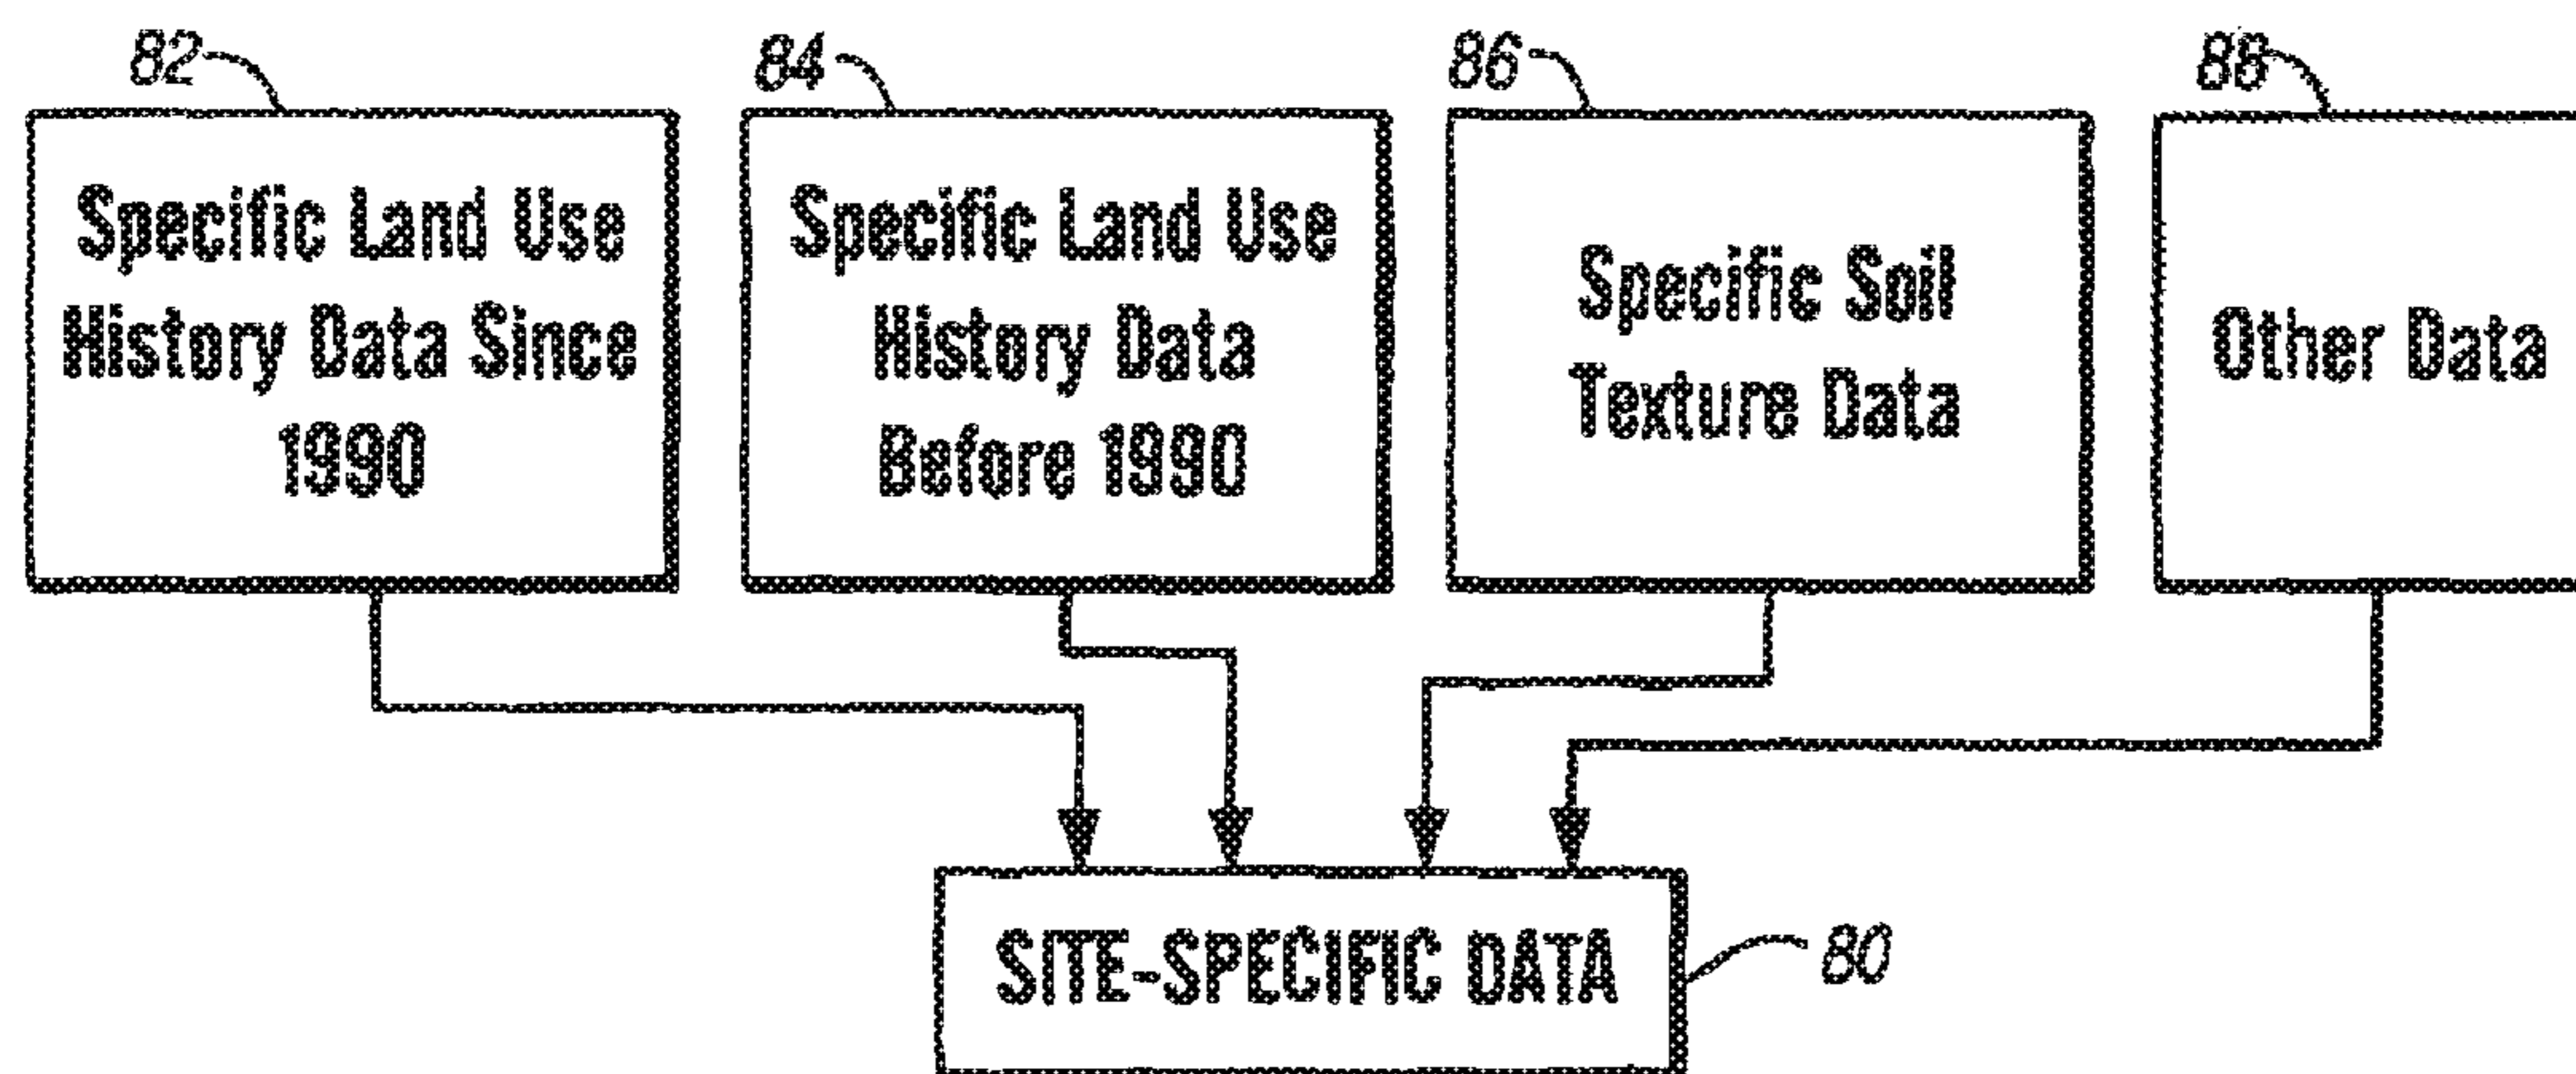 82
84
86
88
Specific Land Use
History Data Since
1990
Specific Land Use
History Data
Before 1990
Specific Soil
Texture Data
Other Data
SITE-SPECIFIC DATA
80